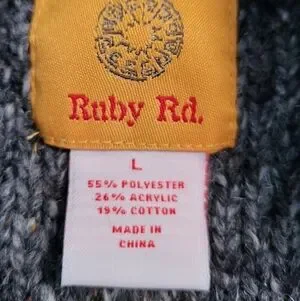 Ruby Rd.
L
55% POLYESTER
26% ACRYLIC
19% COTTON
MADE IN
CHINA